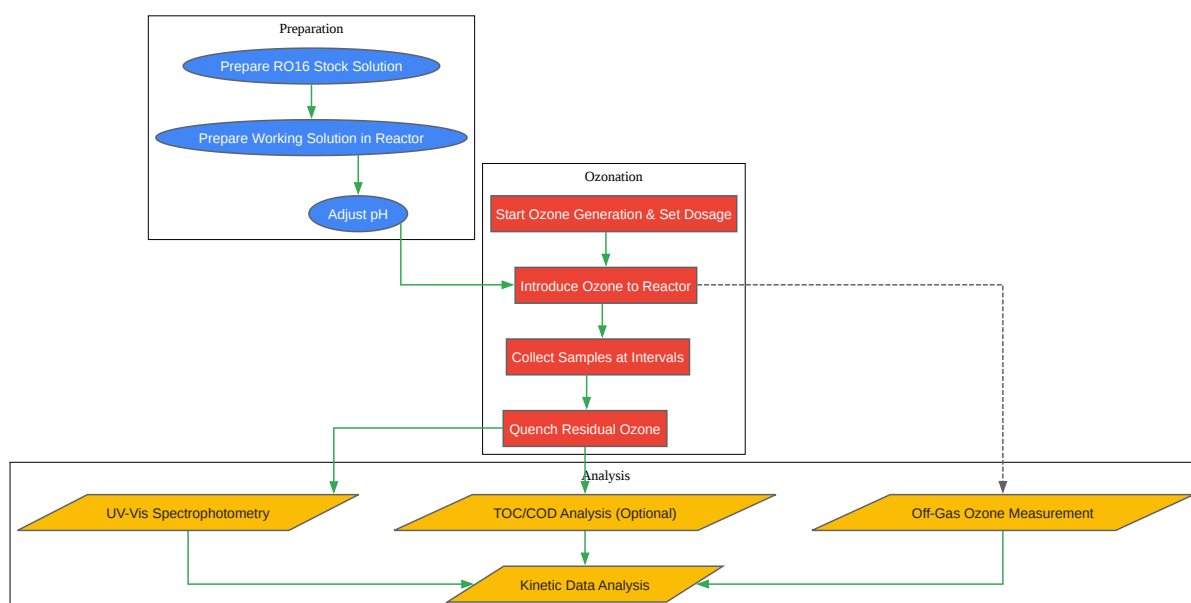 Preparation
Prepare RO16 Stock Solution
Prepare Working Solution in Reactor
Adjust pH
Ozonation
Start Ozone Generation & Set Dosage
Introduce Ozone to Reactor
Collect Samples at Intervals
Quench Residual Ozone
Analysis
UV-Vis Spectrophotometry
TOC/COD Analysis (Optional)
Off-Gas Ozone Measurement
Kinetic Data Analysis